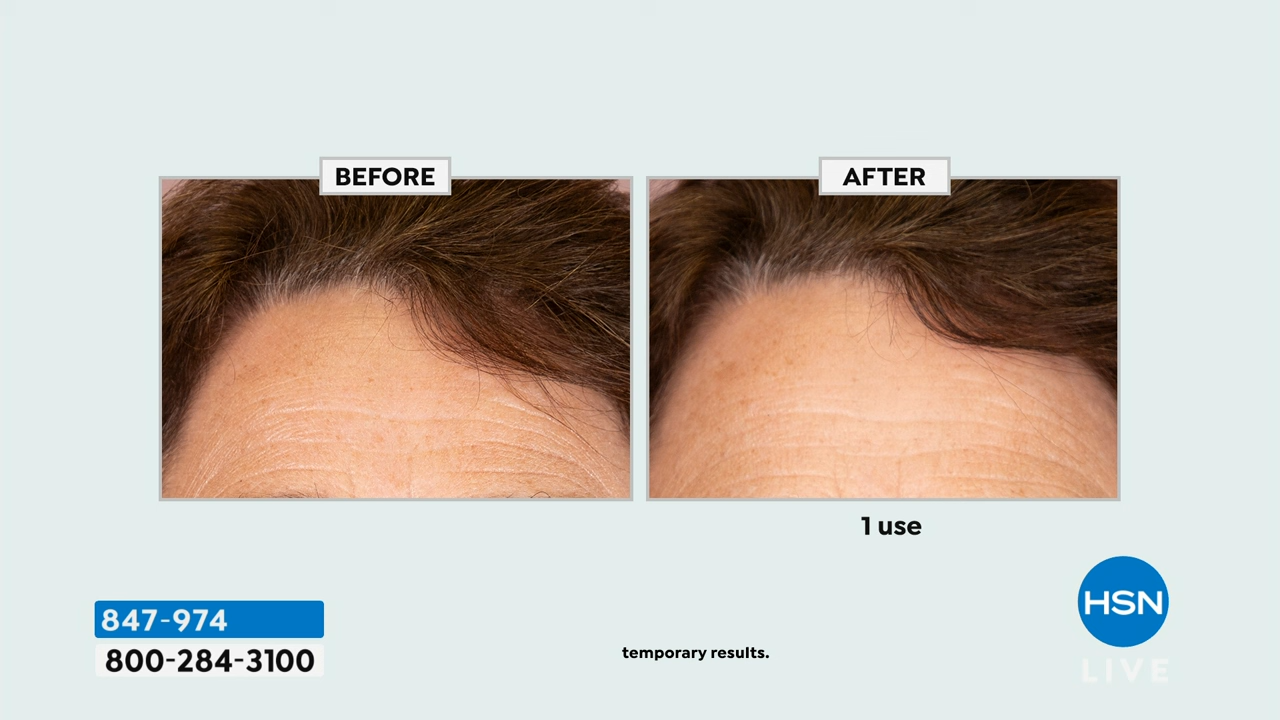 BEFORE
AFTER
1 use
847-974
800-284-3100
temporary results.
HSN
LIVE